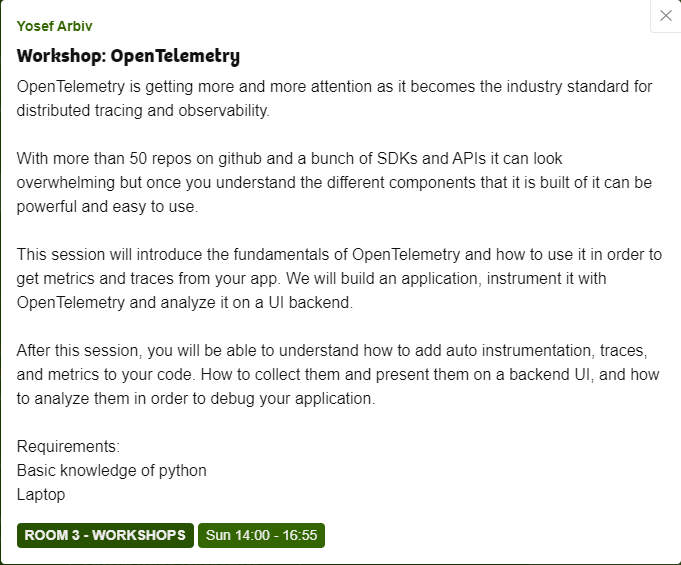 Yosef Arbiv
Workshop: OpenTelemetry
OpenTelemetry is getting more and more attention as it becomes the industry standard for
distributed tracing and observability.
With more than 50 repos on github and a bunch of SDKs and APIs it can look
overwhelming but once you understand the different components that it is built of it can be
powerful and easy to use.
This session will introduce the fundamentals of OpenTelemetry and how to use it in order to
get metrics and traces from your app. We will build an application, instrument it with
OpenTelemetry and analyze it on a UI backend.
After this session, you will be able to understand how to add auto instrumentation, traces,
and metrics to your code. How to collect them and present them on a backend UI, and how
to analyze them in order to debug your application.
Requirements:
Basic knowledge of python
Laptop
ROOM 3 - WORKSHOPS Sun 14:00 - 16:55